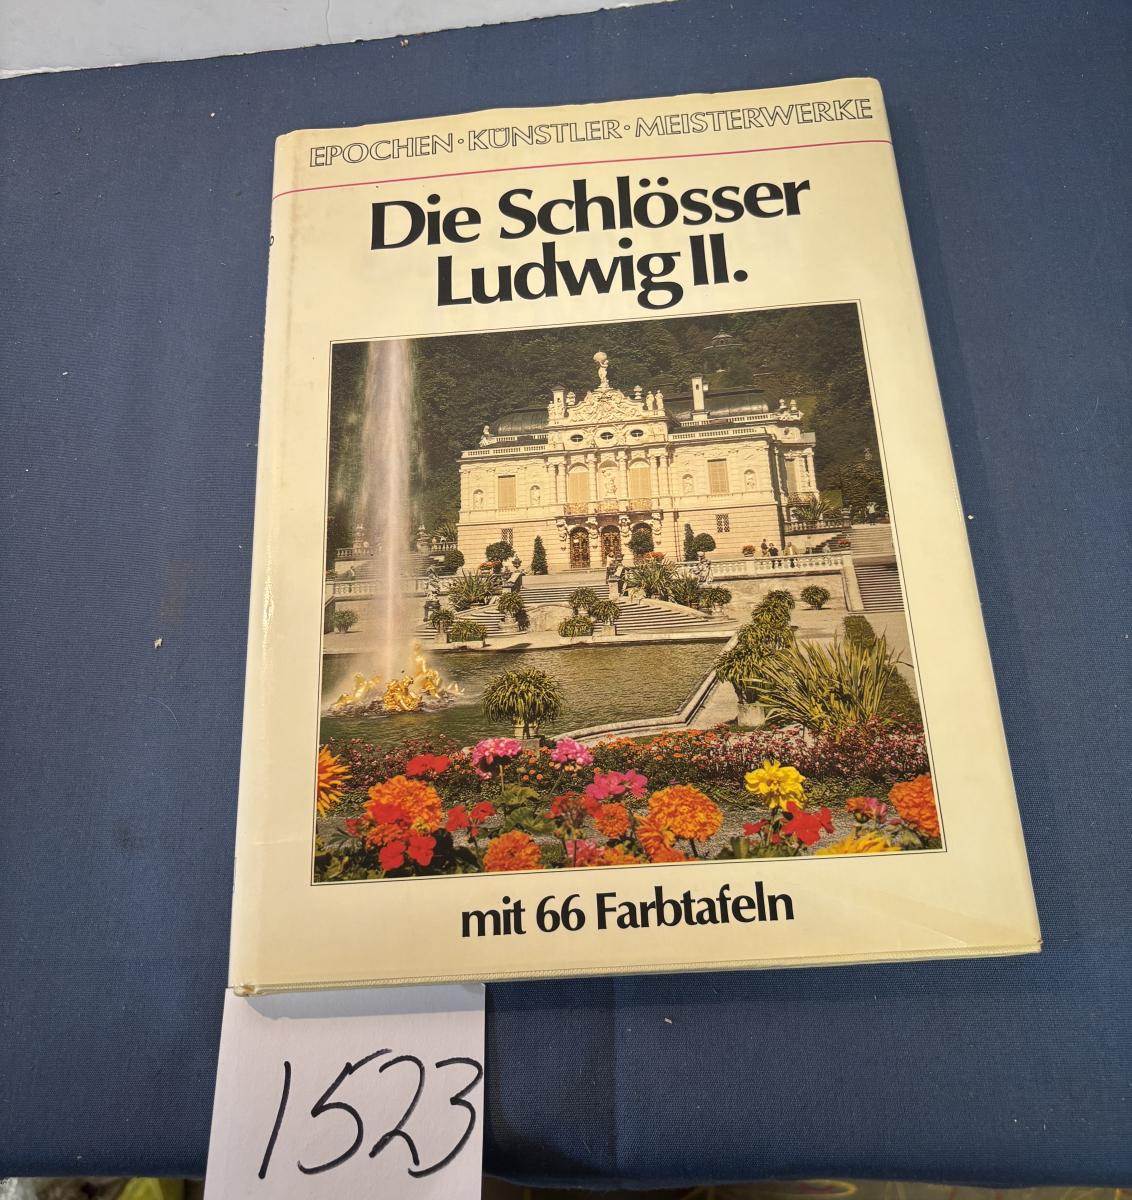 EPOCHEN·KÜNSTLER·MEISTERWERKE
Die Schlösser
Ludwig II.
mit 66 Farbtafeln
1523